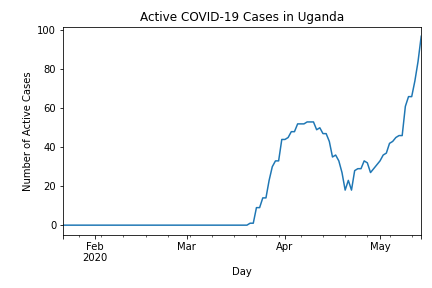 Active COVID-19 Cases in Uganda
100
80
60
40
20
0
Number of Active Cases
Feb
2020
Mar
Apr
May
Day